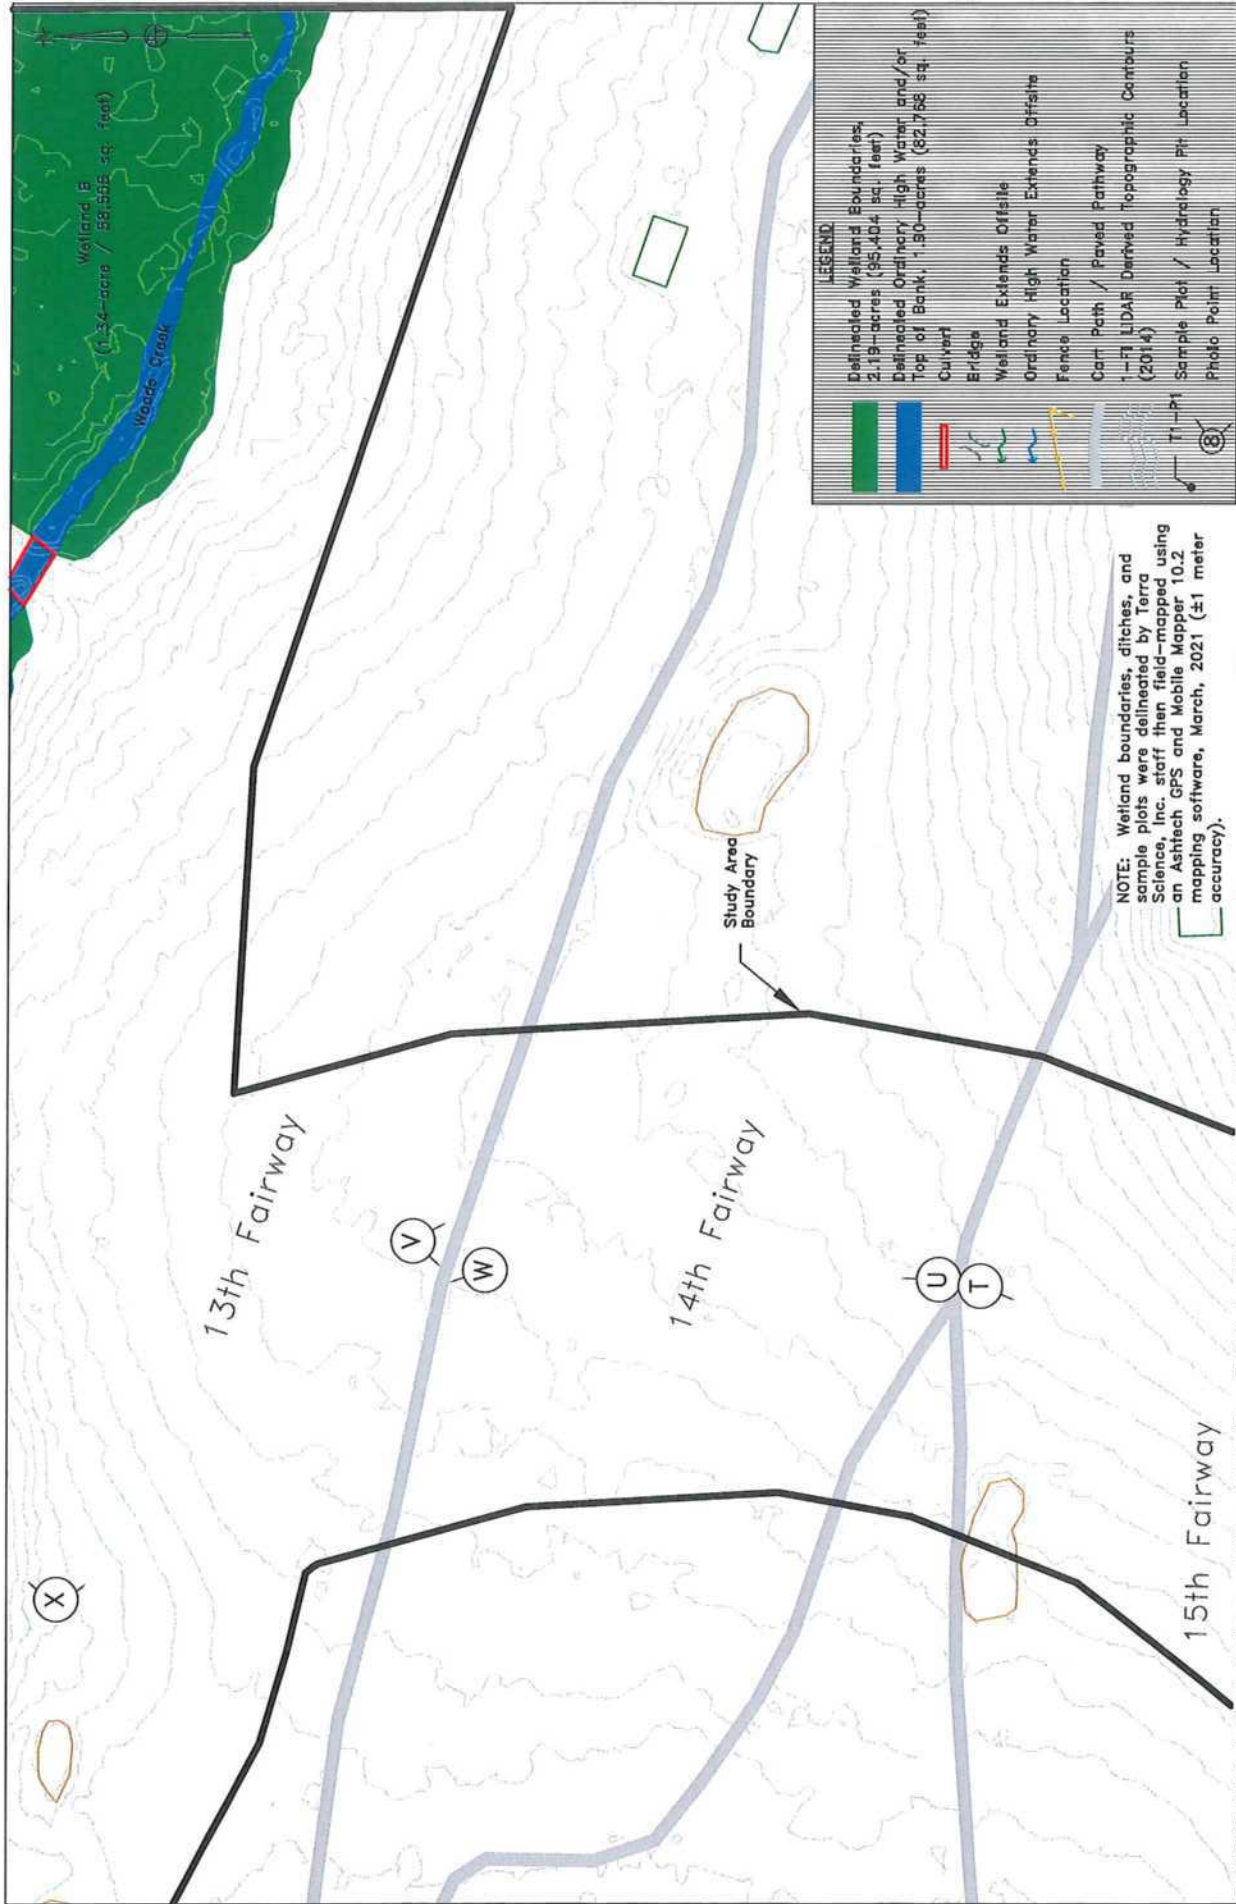 Wetland B
(1.34-acre / 58,506 sq. feet)
Waado Creek
13th Fairway
14th Fairway
15th Fairway
X
V
W
U
T
Study Area
Boundary
LEGEND
Delineated Wetland Boundaries,
2.19-acres (95,404 sq. feet)
Delineated Ordinary High Water and/or
Top of Bank, 1.90-acres (82,768 sq. feet)
Culvert
Bridge
Wetland Extends Offsite
Ordinary High Water Extends Offsite
Fence Location
Cart Path / Paved Pathway
1-Ft LIDAR Derived Topographic Contours
(2014)
T1-P1 Sample Plot / Hydrology Pit Location
8 Photo Point Location
NOTE: Wetland boundaries, ditches, and
sample plots were delineated by Terra
Science, Inc. staff then field-mapped using
an Ashtech GPS and Mobile Mapper 10.2
mapping software, March, 2021 (±1 meter
accuracy).